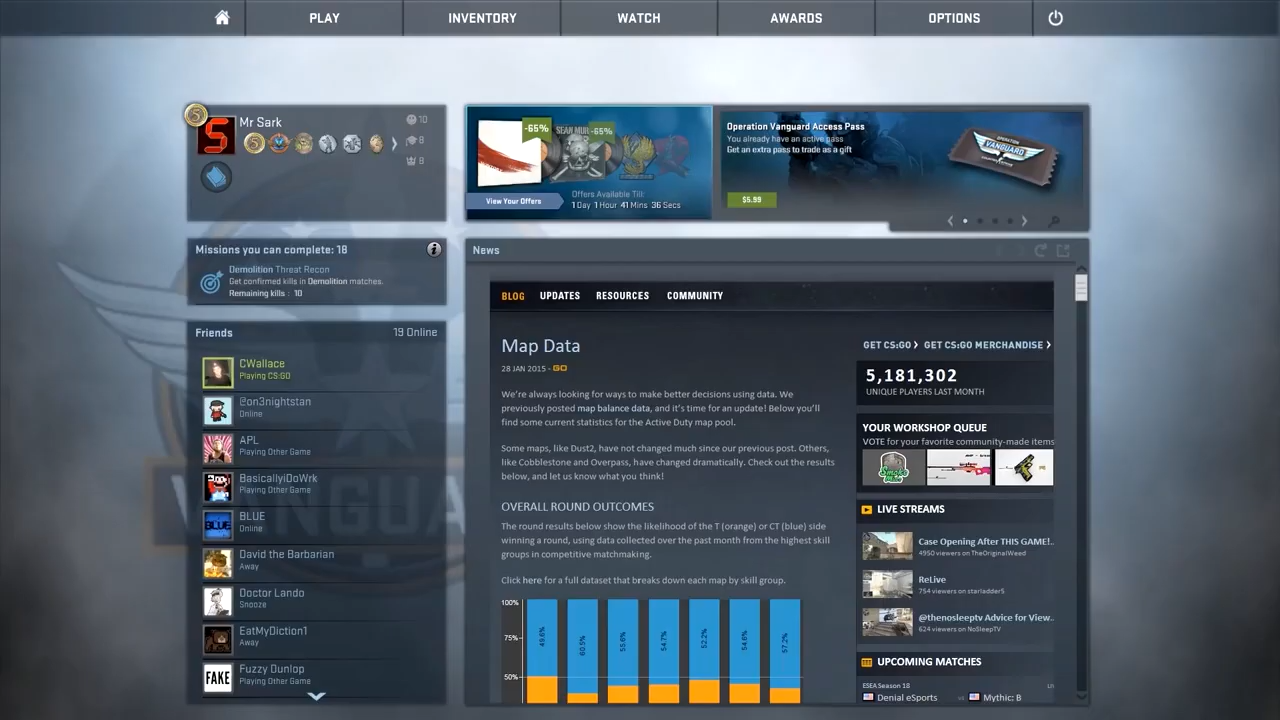 PLAY
INVENTORY
WATCH
AWARDS
OPTIONS
5
Mr Sark
10
8
8
Missions you can complete: 18
Demolition Threat Recon
Get confirmed kills in Demolition matches.
Remaining kills : 10
Friends
19 Online
CWallace
Playing CS:GO
@on3nightstan
Online
APL
Playing Other Game
BasicallyiDoWrk
Playing Other Game
BLUE
BLUE
Online
David the Barbarian
Away
Doctor Lando
Snooze
EatMyDiction1
Away
FAKE
Fuzzy Dunlop
Playing Other Game
VANGUA
-65%
-65%
View Your Offers
Offers Available Till:
1 Day 1 Hour 41 Mins 36 Secs
Operation Vanguard Access Pass
You already have an active pass
Get an extra pass to trade as a gift
VANGUARD
$5.99
News
BLOG
UPDATES
RESOURCES
COMMUNITY
Map Data
28 JAN 2015 - GO
We're always looking for ways to make better decisions using data. We
previously posted map balance data, and it's time for an update! Below you'll
find some current statistics for the Active Duty map pool.
Some maps, like Dust2, have not changed much since our previous post. Others,
like Cobblestone and Overpass, have changed dramatically. Check out the results
below, and let us know what you think!
OVERALL ROUND OUTCOMES
The round results below show the likelihood of the T (orange) or CT (blue) side
winning a round, using data collected over the past month from the highest skill
groups in competitive matchmaking.
Click here for a full dataset that breaks down each map by skill group.
100%
75%
50%
49.6%
60.5%
55.6%
54.7%
52.2%
54.8%
57.2%
GET CS:GO
GET CS:GO MERCHANDISE
5,181,302
UNIQUE PLAYERS LAST MONTH
YOUR WORKSHOP QUEUE
VOTE for your favorite community-made items
LIVE STREAMS
Case Opening After THIS GAME!..
4950 viewers on TheOriginalWeed
ReLive
754 viewers on starladder5
@thenosleeptv Advice for View..
624 viewers on NoSleepTV
UPCOMING MATCHES
ESEA Season 18
Denial eSports
vs
Mythic; B